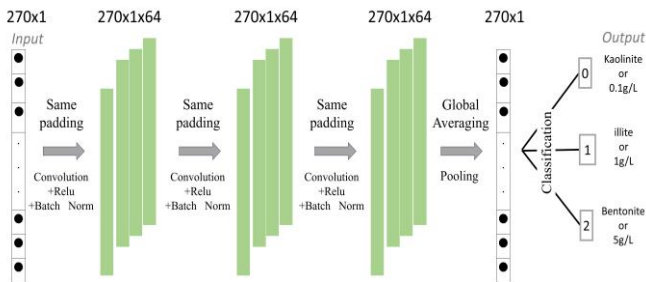 270x1
270x1x64
270x1x64
270x1x64
270x1
Input
Output
Same
padding
Convolution
+Relu
+Batch Norm
Same
padding
Convolution
+Relu
+Batch Norm
Same
padding
Convolution
+Relu
+Batch Norm
Global
Averaging
Pooling
Classification
0
Kaolinite
or
0.1g/L
1
illite
or
1g/L
2
Bentonite
or
5g/L